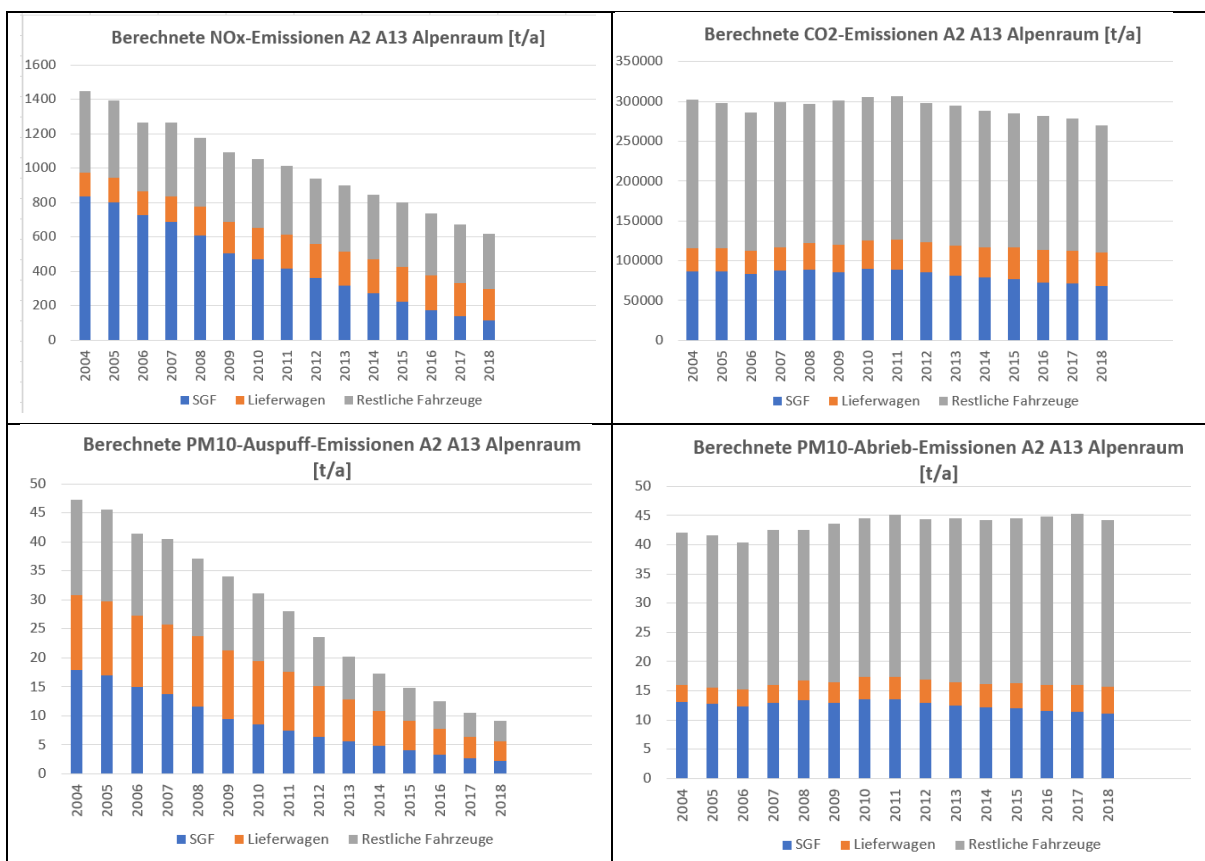 Berechnete NOx-Emissionen A2 A13 Alpenraum [t/a]
1600
1400
1200
1000
800
600
400
200
0
2004 2005 2006 2007 2008 2009 2010 2011 2012 2013 2014 2015 2016 2017 2018
SGF Lieferwagen Restliche Fahrzeuge
Berechnete CO2-Emissionen A2 A13 Alpenraum [t/a]
350000
300000
250000
200000
150000
100000
50000
0
2004 2005 2006 2007 2008 2009 2010 2011 2012 2013 2014 2015 2016 2017 2018
SGF Lieferwagen Restliche Fahrzeuge
Berechnete PM10-Auspuff-Emissionen A2 A13 Alpenraum
[t/a]
50
45
40
35
30
25
20
15
10
5
0
2004 2005 2006 2007 2008 2009 2010 2011 2012 2013 2014 2015 2016 2017 2018
SGF Lieferwagen Restliche Fahrzeuge
Berechnete PM10-Abrieb-Emissionen A2 A13 Alpenraum
[t/a]
50
45
40
35
30
25
20
15
10
5
0
2004 2005 2006 2007 2008 2009 2010 2011 2012 2013 2014 2015 2016 2017 2018
SGF Lieferwagen Restliche Fahrzeuge